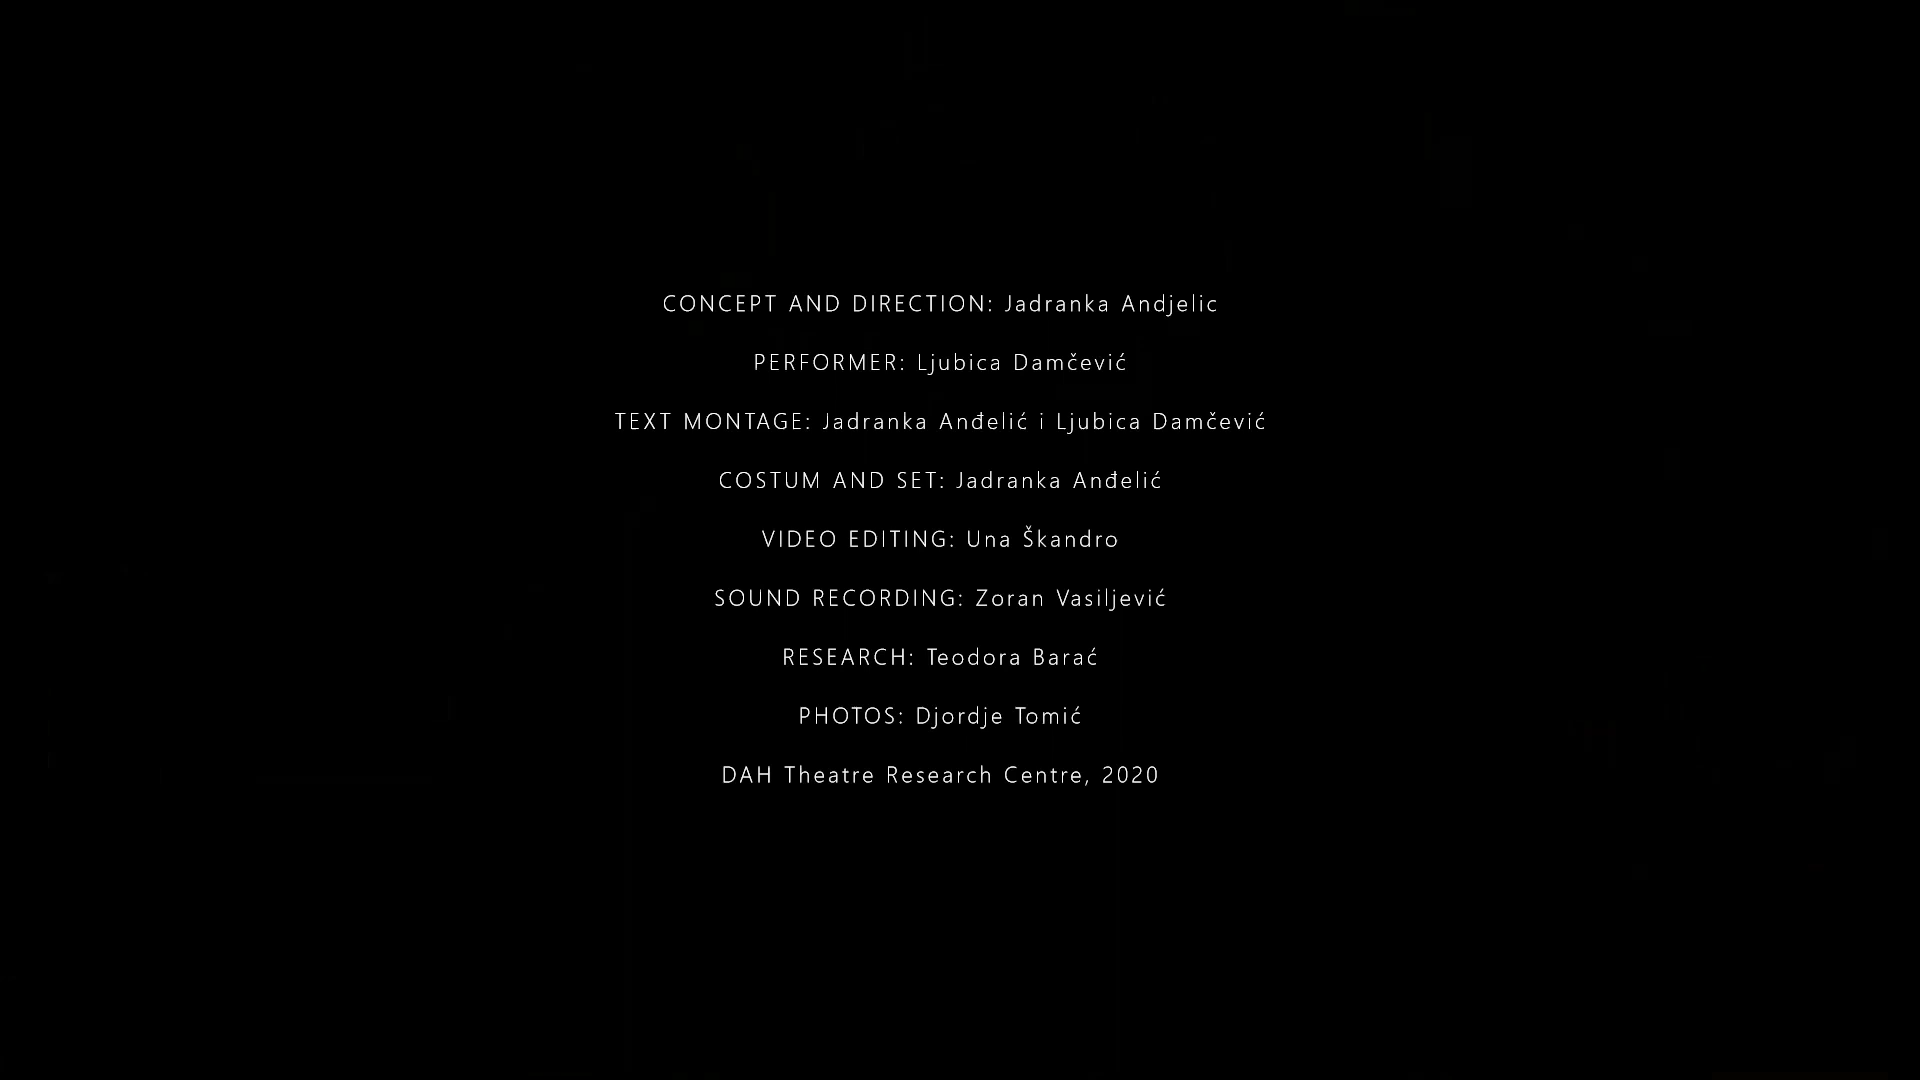 CONCEPT AND DIRECTION: Jadranka Andjelic
PERFORMER: Ljubica Damčević
TEXT MONTAGE: Jadranka Anđelić i Ljubica Damčević
COSTUM AND SET: Jadranka Anđelić
VIDEO EDITING: Una Škandro
SOUND RECORDING: Zoran Vasiljević
RESEARCH: Teodora Barać
PHOTOS: Djordje Tomić
DAH Theatre Research Centre, 2020